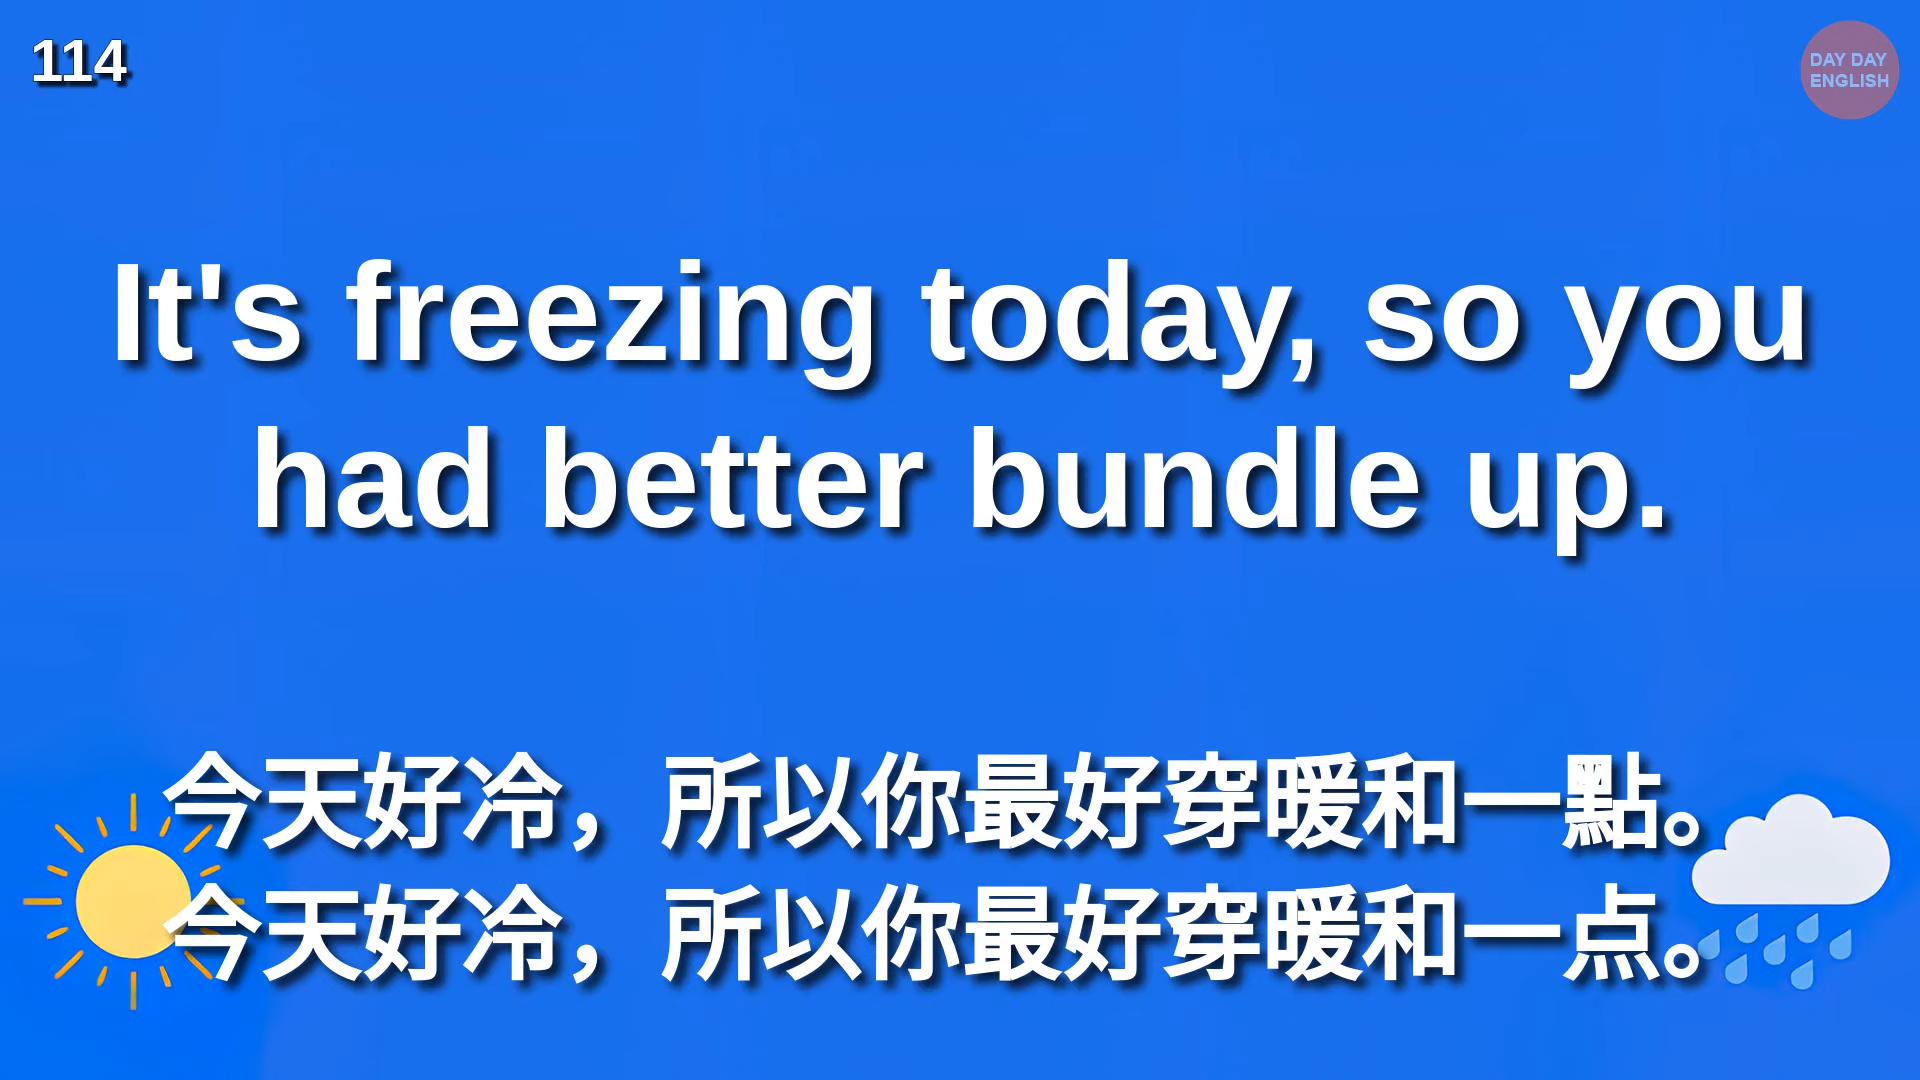 114
DAY DAY
ENGLISH
It's freezing today, so you
had better bundle up.
今天好冷，所以你最好穿暖和一點。
今天好冷，所以你最好穿暖和一点。